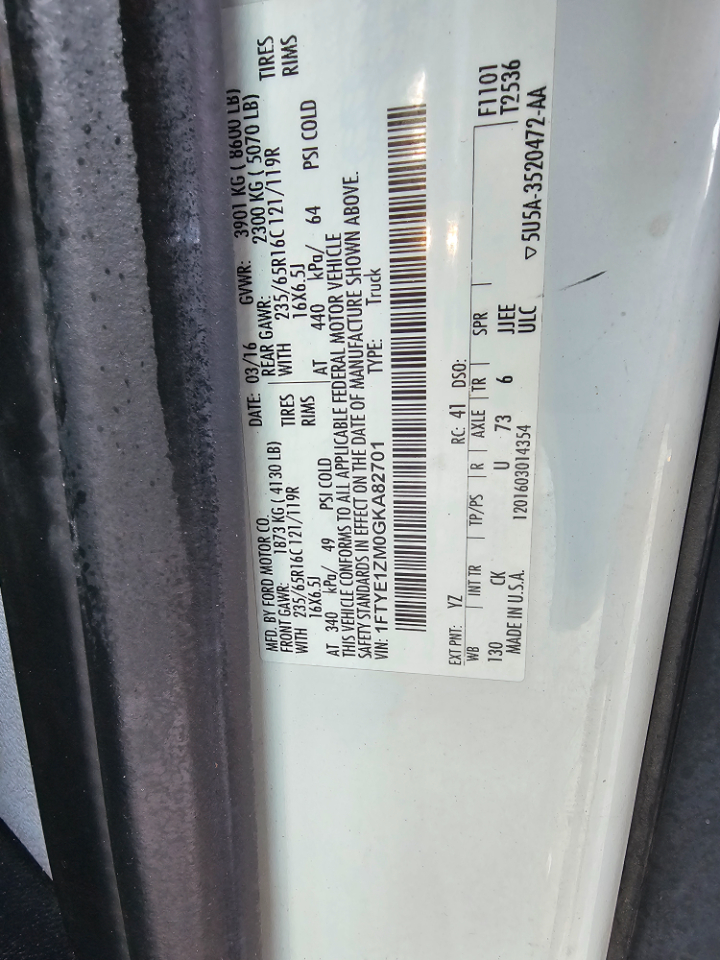 MFD. BY FORD MOTOR CO. DATE: 03/16 GVWR: 3901 KG ( 8600 LB)
FRONT GAWR: 1873 KG ( 4130 LB) REAR GAWR: 2300 KG ( 5070 LB)
WITH 235/65R16C 121/119R TIRES WITH 235/65R16C 121/119R TIRES
16X6.5J RIMS 16X6.5J RIMS
AT 340 kPa/ 49 PSI COLD AT 440 kPa/ 64 PSI COLD
THIS VEHICLE CONFORMS TO ALL APPLICABLE FEDERAL MOTOR VEHICLE
SAFETY STANDARDS IN EFFECT ON THE DATE OF MANUFACTURE SHOWN ABOVE.
VIN: 1FTYE1ZM0GKA82701 TYPE: Truck
EXT PNT: YZ RC: 41 DSO:
WB INT TR TP/PS R AXLE TR SPR F1101
130 CK U 73 6 JJEE T2536
MADE IN U.S.A. 1201603014354 ULC ▽5U5A-3520472-AA